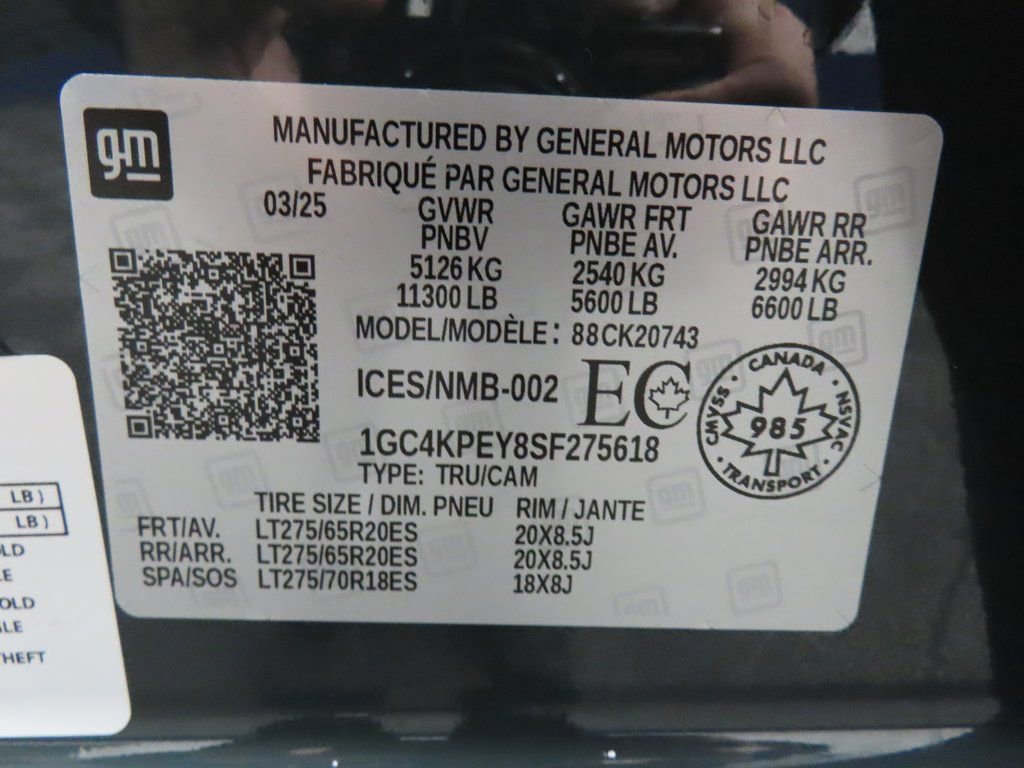 gm
MANUFACTURED BY GENERAL MOTORS LLC
FABRIQUÉ PAR GENERAL MOTORS LLC
03/25 GVWR GAWR FRT GAWR RR
PNBV PNBE AV. PNBE ARR.
5126 KG 2540 KG 2994 KG
11300 LB 5600 LB 6600 LB
MODEL/MODÈLE: 88CK20743
ICES/NMB-002 EC
CANADA
CMVSS · NSVAC
985
· TRANSPORT ·
1GC4KPEY8SF275618
TYPE: TRU/CAM
TIRE SIZE / DIM. PNEU RIM / JANTE
FRT/AV. LT275/65R20ES 20X8.5J
RR/ARR. LT275/65R20ES 20X8.5J
SPA/SOS LT275/70R18ES 18X8J
LB)
LB)
OLD
LE
OLD
LE
HEFT